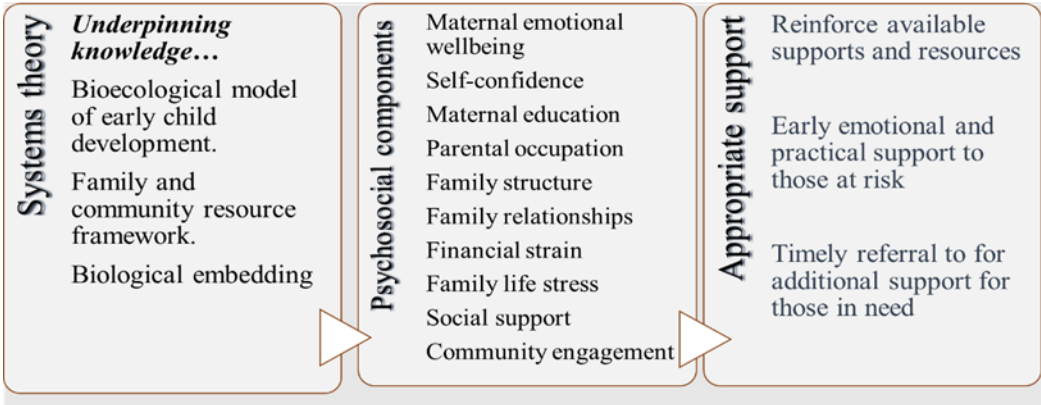 Systems theory
Underpinning
knowledge…
Bioecological model
of early child
development.
Family and
community resource
framework.
Biological embedding
Psychosocial components
Maternal emotional
wellbeing
Self-confidence
Maternal education
Parental occupation
Family structure
Family relationships
Financial strain
Family life stress
Social support
Community engagement
Appropriate support
Reinforce available
supports and resources
Early emotional and
practical support to
those at risk
Timely referral to for
additional support for
those in need